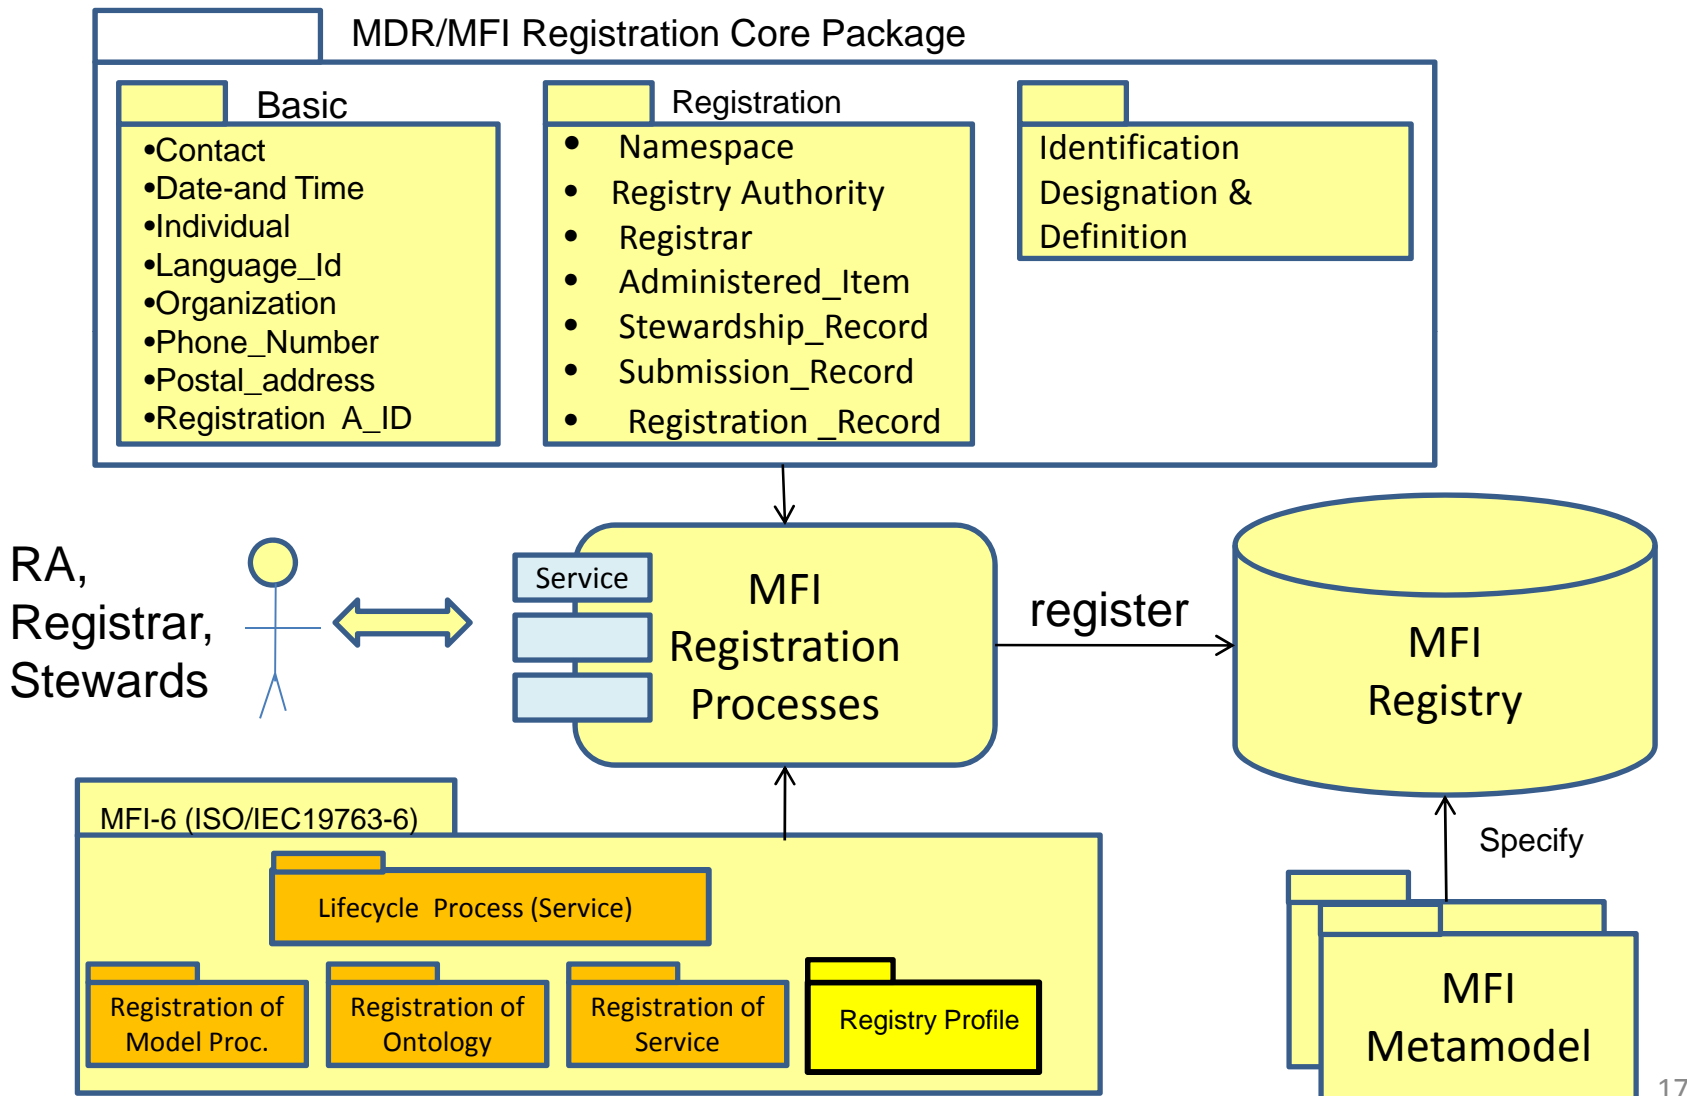 MDR/MFI Registration Core Package
Basic
•Contact
•Date-and Time
•Individual
•Language_Id
•Organization
•Phone_Number
•Postal_address
•Registration A_ID
Registration
• Namespace
• Registry Authority
• Registrar
• Administered_Item
• Stewardship_Record
• Submission_Record
• Registration _Record
Identification
Designation &
Definition
RA,
Registrar,
Stewards
Service
MFI
Registration
Processes
register
MFI
Registry
MFI-6 (ISO/IEC19763-6)
Lifecycle Process (Service)
Registration of
Model Proc.
Registration of
Ontology
Registration of
Service
Registry Profile
Specify
MFI
Metamodel
17